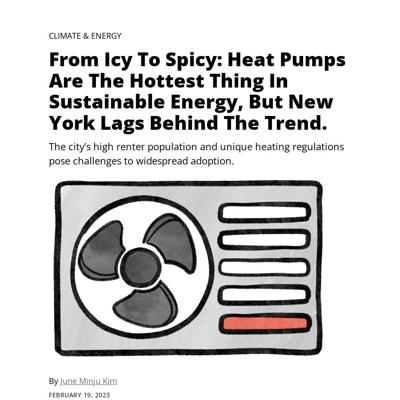 CLIMATE & ENERGY
From Icy To Spicy: Heat Pumps
Are The Hottest Thing In
Sustainable Energy, But New
York Lags Behind The Trend.
The city’s high renter population and unique heating regulations
pose challenges to widespread adoption.
By June Minju Kim
FEBRUARY 19, 2023